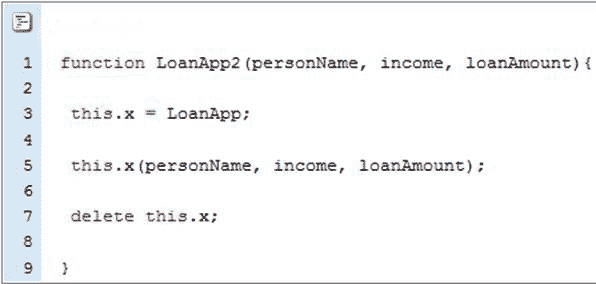 1 function LoanApp2(personName, income, loanAmount){
2
3 this.x = LoanApp;
4
5 this.x(personName, income, loanAmount);
6
7 delete this.x;
8
9 }